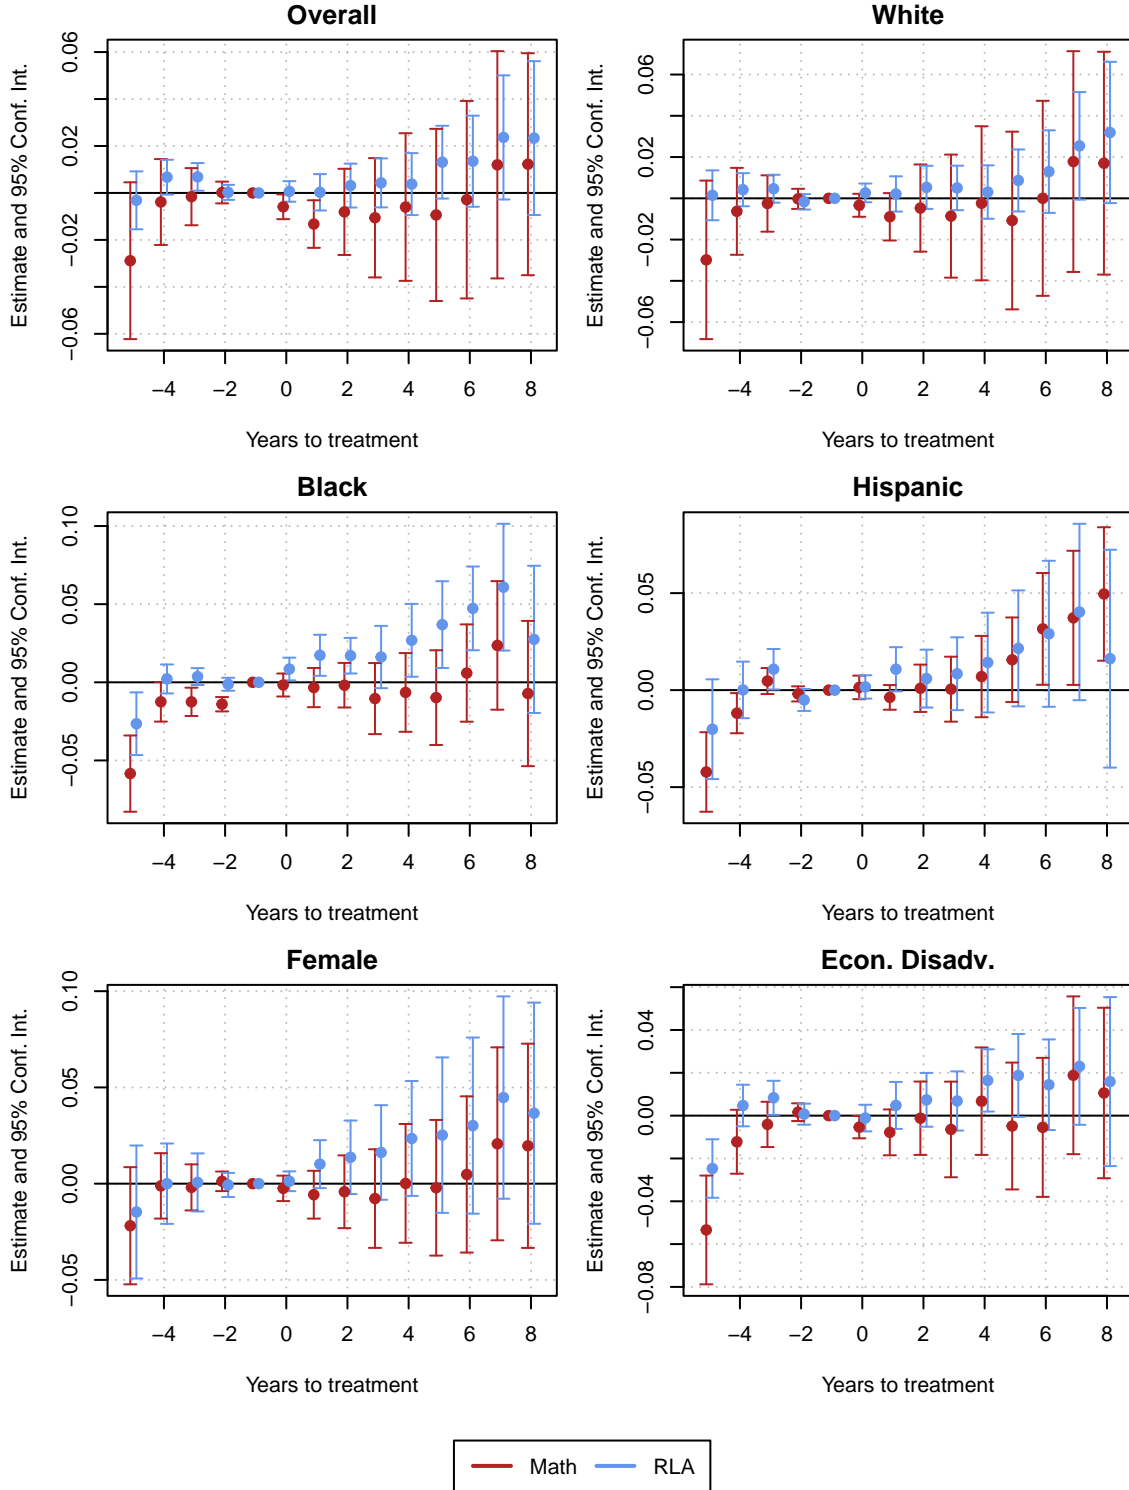 Overall
Estimate and 95% Conf. Int.
0.06
0.02
−0.02
−0.06
−4 −2 0 2 4 6 8
Years to treatment
White
Estimate and 95% Conf. Int.
0.06
0.02
−0.02
−0.06
−4 −2 0 2 4 6 8
Years to treatment
Black
Estimate and 95% Conf. Int.
0.10
0.05
0.00
−0.05
−4 −2 0 2 4 6 8
Years to treatment
Hispanic
Estimate and 95% Conf. Int.
0.05
0.00
−0.05
−4 −2 0 2 4 6 8
Years to treatment
Female
Estimate and 95% Conf. Int.
0.10
0.05
0.00
−0.05
−4 −2 0 2 4 6 8
Years to treatment
Econ. Disadv.
Estimate and 95% Conf. Int.
0.04
0.00
−0.04
−0.08
−4 −2 0 2 4 6 8
Years to treatment
Math RLA